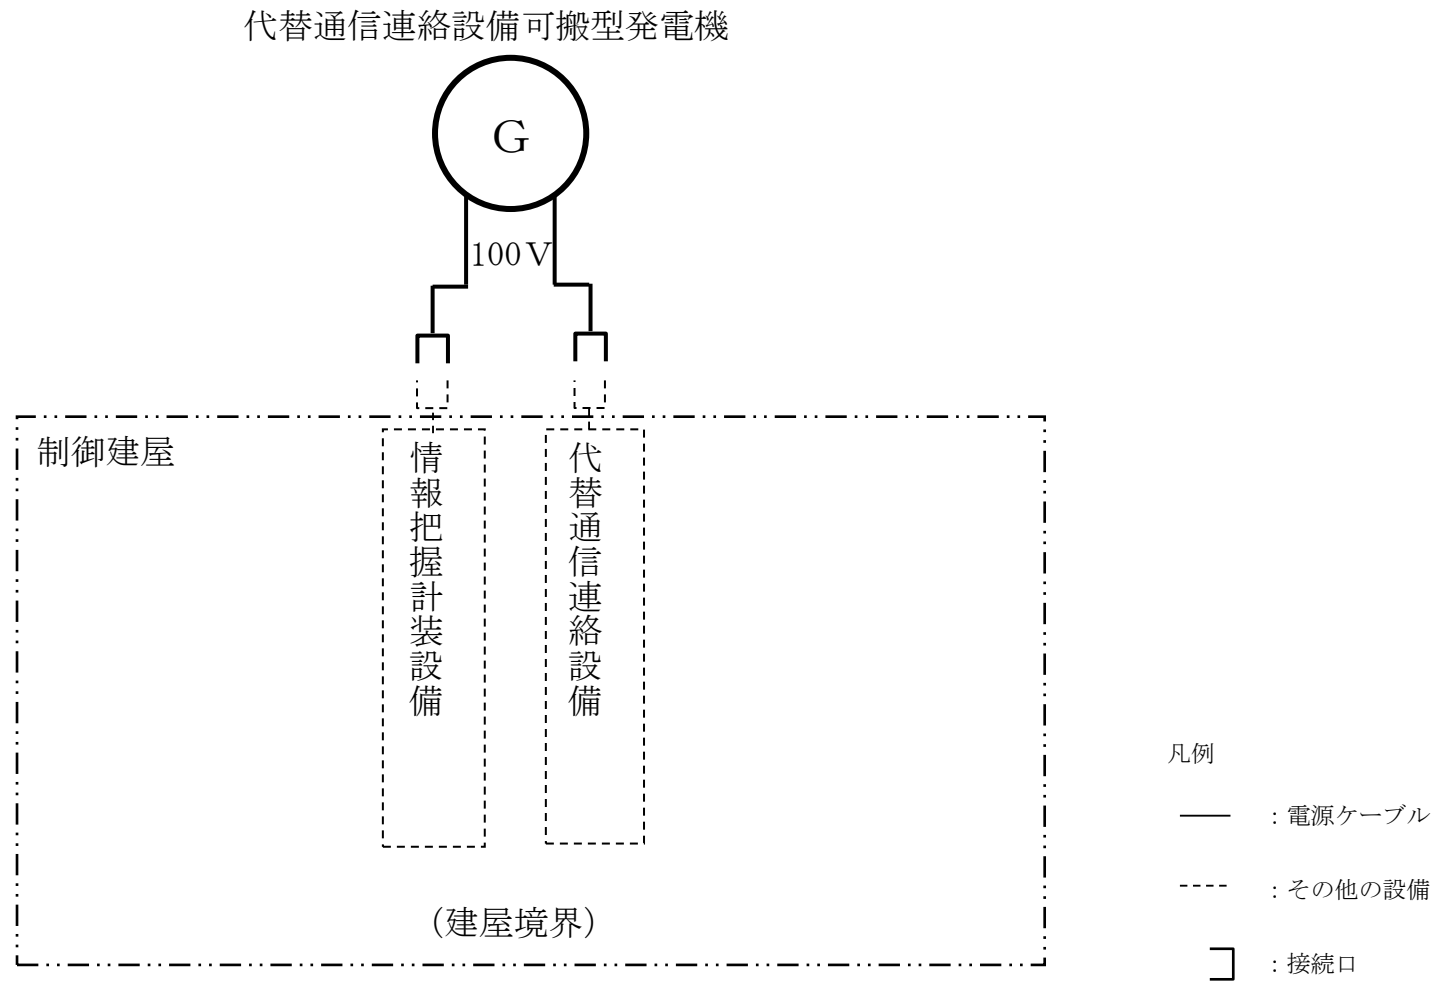 代替通信連絡設備可搬型発電機
G
100V
制御建屋
情報把握計装設備
代替通信連絡設備
（建屋境界）
凡例
：電源ケーブル
：その他の設備
：接続口